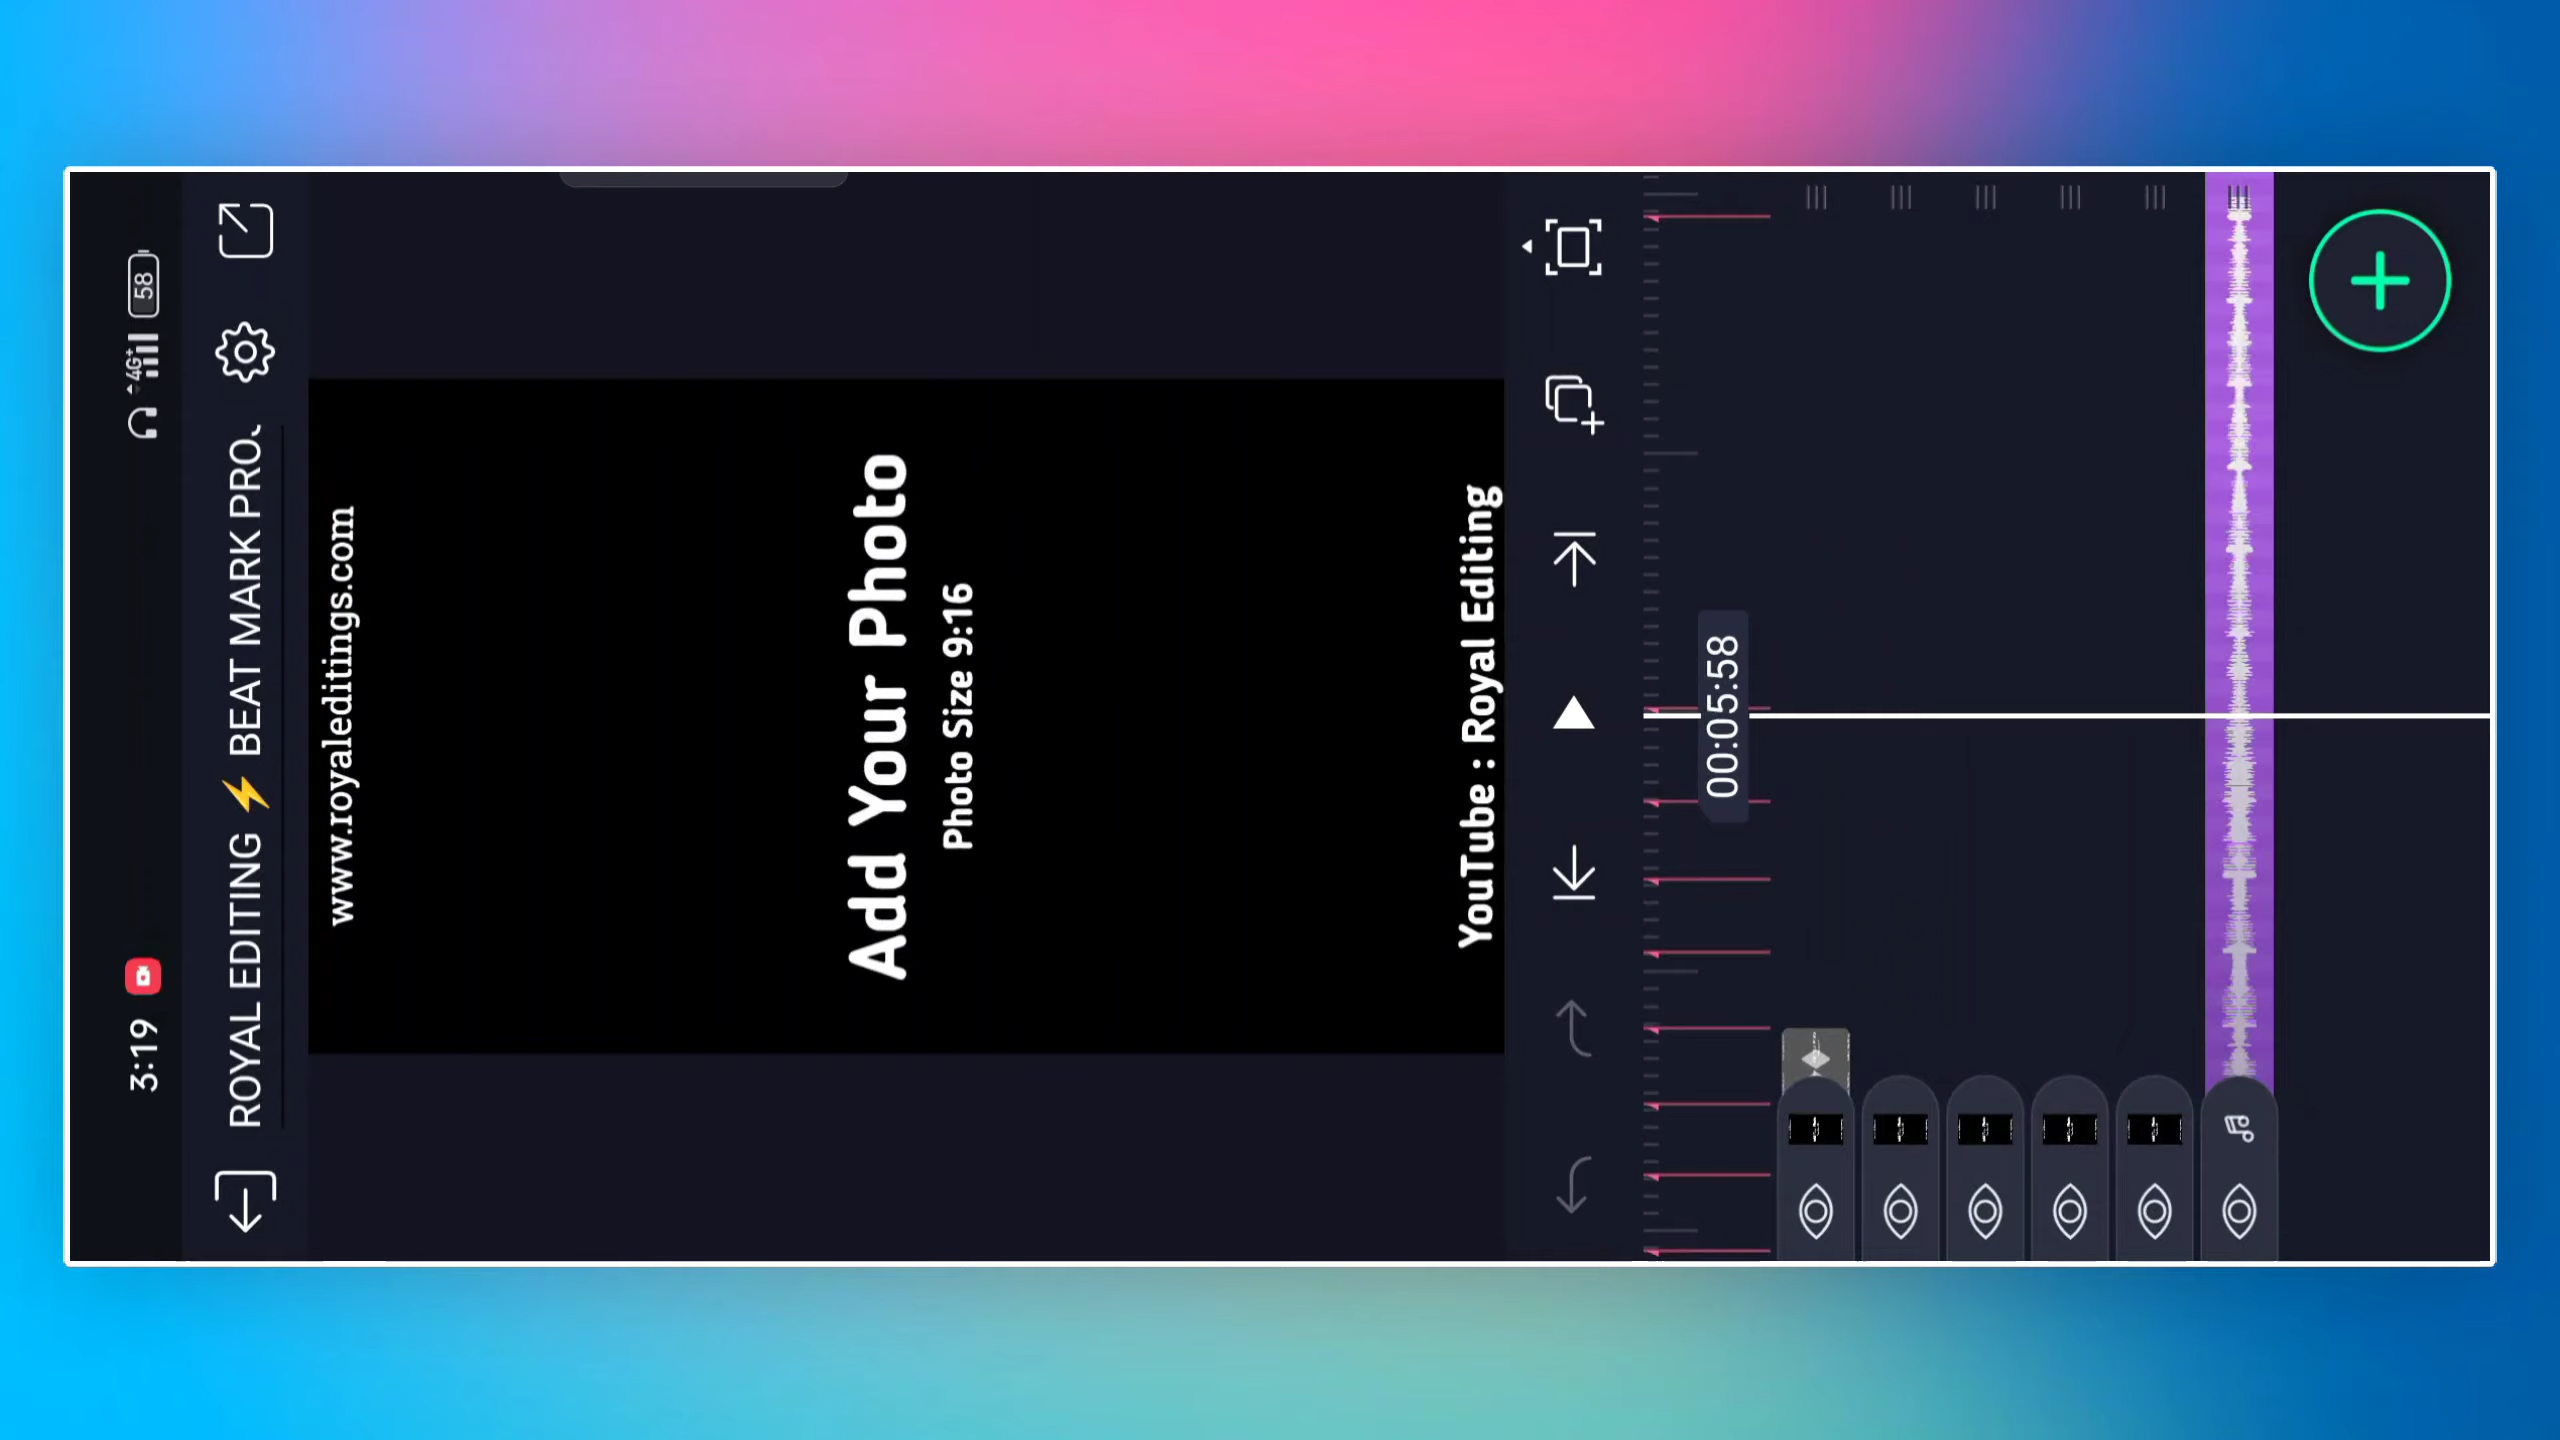 3:19
4G+
58
ROYAL EDITING ⚡ BEAT MARK PRO
www.royaleditings.com
Add Your Photo
Photo Size 9:16
YouTube : Royal Editing
00:05:58